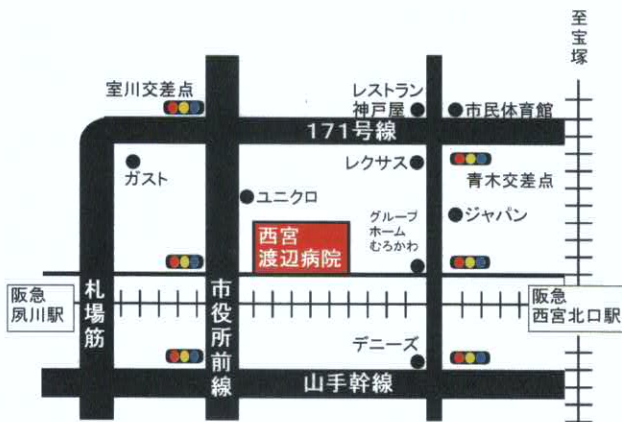 至宝塚
室川交差点
レストラン
神戸屋
市民体育館
171号線
ガスト
レクサス
青木交差点
ユニクロ
ジャパン
西宮
渡辺病院
グループ
ホーム
むろかわ
阪急
夙川駅
札場筋
市役所前線
阪急
西宮北口駅
デニーズ
山手幹線